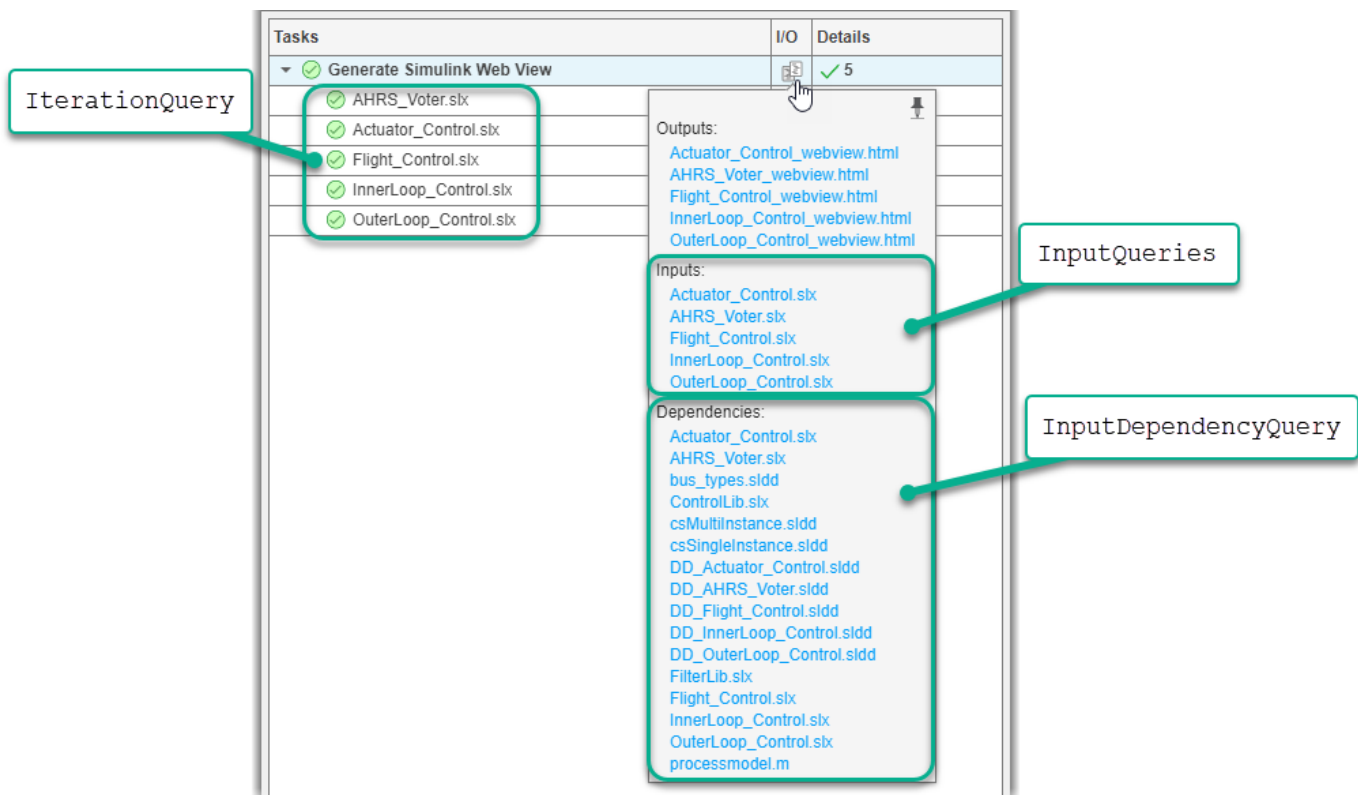 Tasks I/O Details
Generate Simulink Web View 5
IterationQuery
AHRS_Voter.slx
Actuator_Control.slx
Flight_Control.slx
InnerLoop_Control.slx
OuterLoop_Control.slx
Outputs:
Actuator_Control_webview.html
AHRS_Voter_webview.html
Flight_Control_webview.html
InnerLoop_Control_webview.html
OuterLoop_Control_webview.html
InputQueries
Inputs:
Actuator_Control.slx
AHRS_Voter.slx
Flight_Control.slx
InnerLoop_Control.slx
OuterLoop_Control.slx
InputDependencyQuery
Dependencies:
Actuator_Control.slx
AHRS_Voter.slx
bus_types.sldd
ControlLib.slx
csMultiInstance.sldd
csSingleInstance.sldd
DD_Actuator_Control.sldd
DD_AHRS_Voter.sldd
DD_Flight_Control.sldd
DD_InnerLoop_Control.sldd
DD_OuterLoop_Control.sldd
FilterLib.slx
Flight_Control.slx
InnerLoop_Control.slx
OuterLoop_Control.slx
processmodel.m